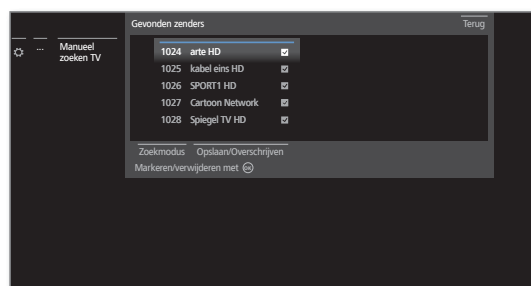 Gevonden zenders
Terug
...
Manueel
zoeken TV
1024 arte HD
1025 kabel eins HD
1026 SPORT1 HD
1027 Cartoon Network
1028 Spiegel TV HD
Zoekmodus Opslaan/Overschrijven
Markeren/verwijderen met OK